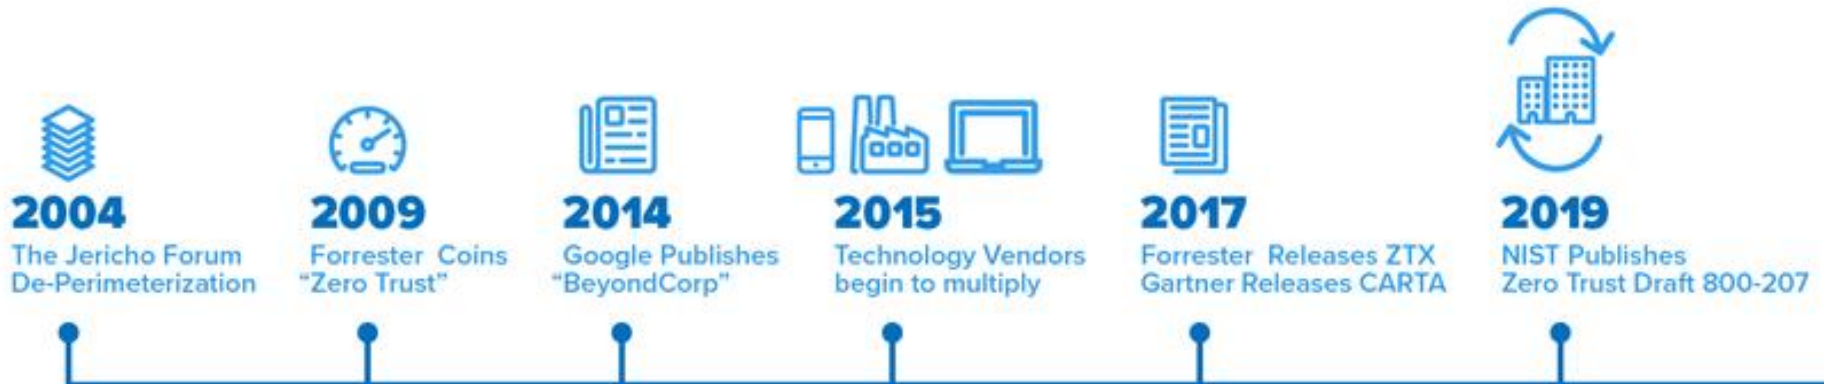 2004
The Jericho Forum
De-Perimeterization
2009
Forrester Coins
“Zero Trust”
2014
Google Publishes
“BeyondCorp”
2015
Technology Vendors
begin to multiply
2017
Forrester Releases ZTX
Gartner Releases CARTA
2019
NIST Publishes
Zero Trust Draft 800-207